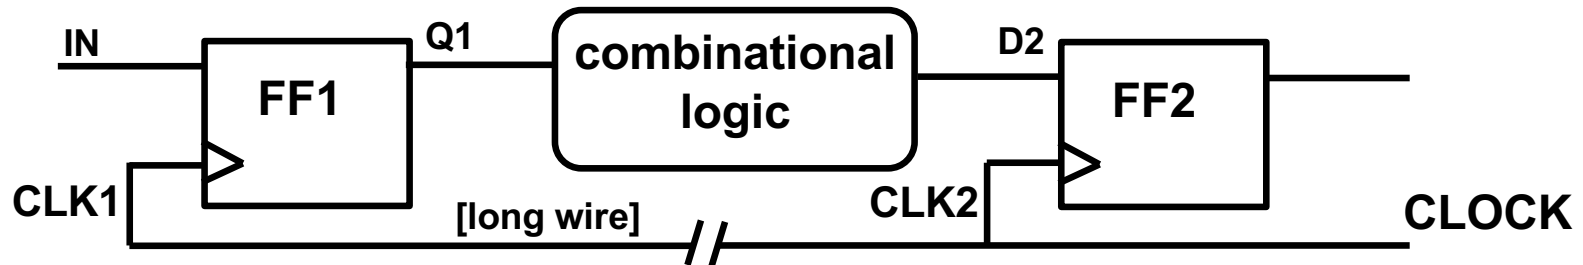 IN
Q1
combinational
logic
D2
FF1
FF2
CLK1
[long wire]
CLK2
CLOCK